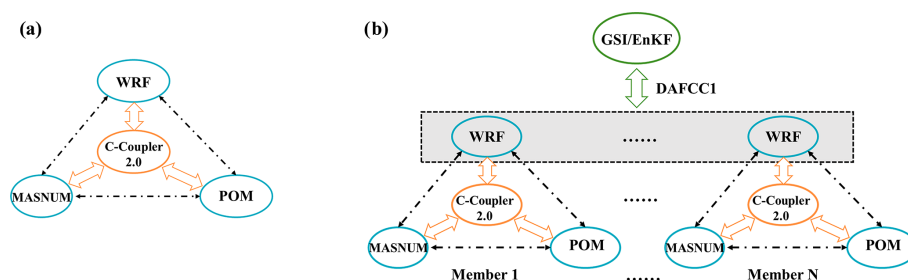 (a)
WRF
C-Coupler
2.0
MASNUM
POM
(b)
GSI/EnKF
DAFCC1
WRF
......
WRF
C-Coupler
2.0
......
C-Coupler
2.0
MASNUM
POM
MASNUM
POM
Member 1
......
Member N